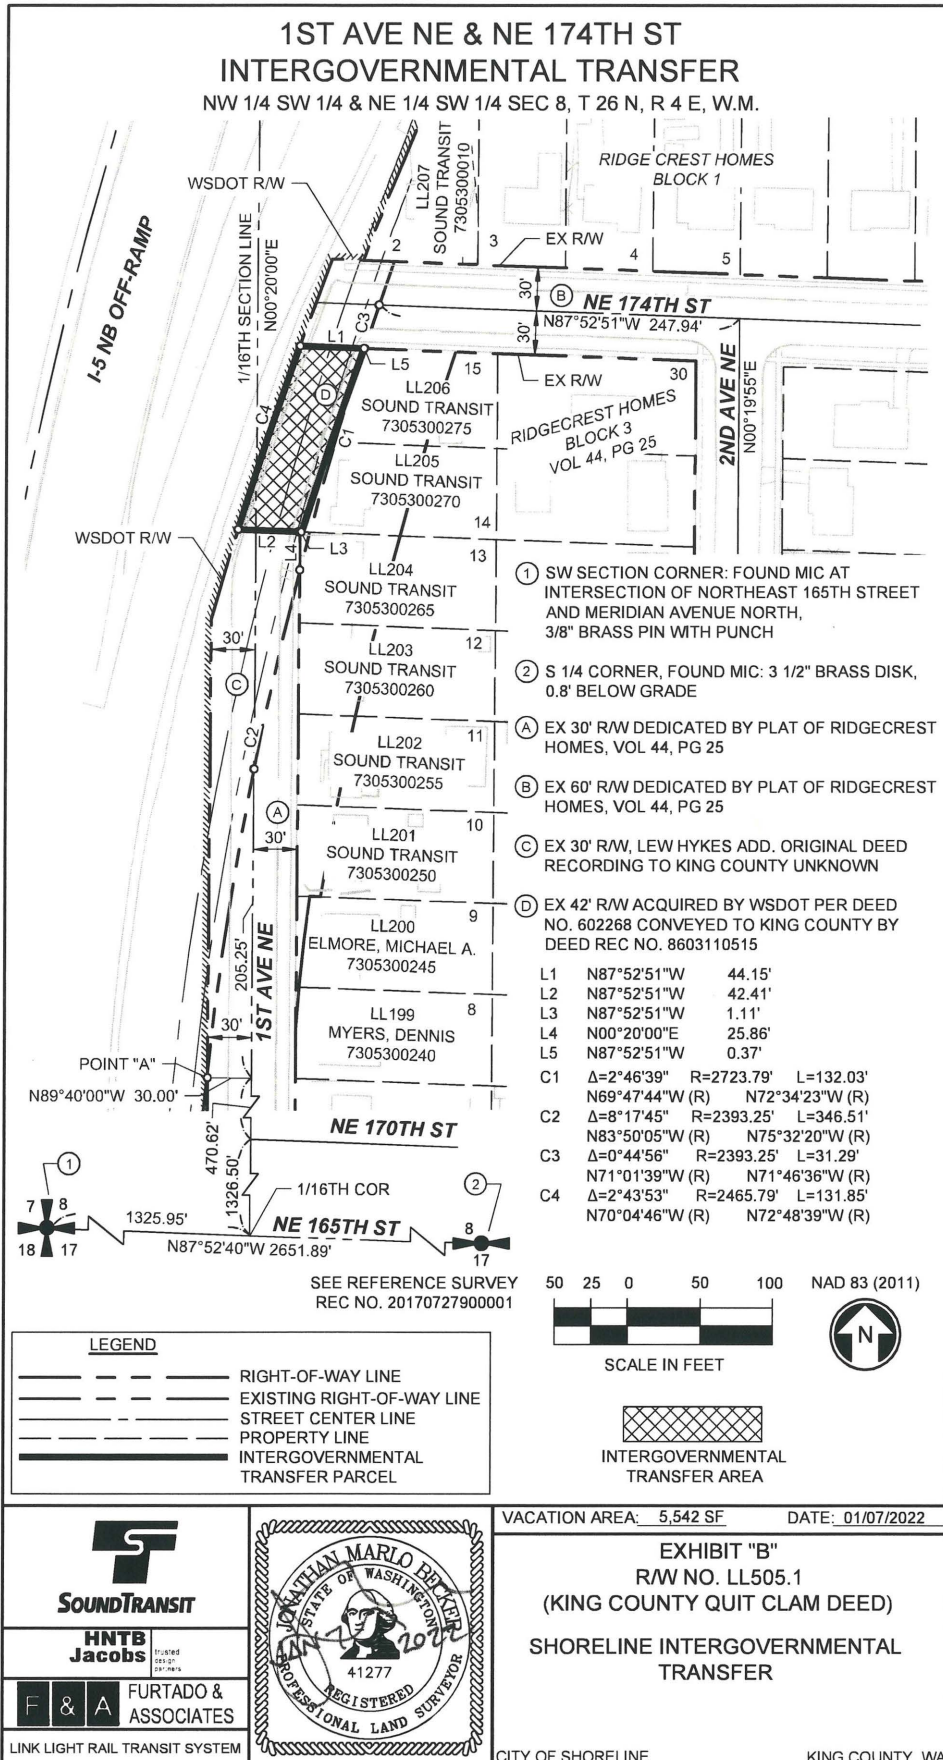 1ST AVE NE & NE 174TH ST
INTERGOVERNMENTAL TRANSFER
NW 1/4 SW 1/4 & NE 1/4 SW 1/4 SEC 8, T 26 N, R 4 E, W.M.
WSDOT R/W
I-5 NB OFF-RAMP
1/16TH SECTION LINE
N00°20'00"E
LL207
SOUND TRANSIT
7305300010
RIDGE CREST HOMES
BLOCK 1
2
3
EX R/W
4
5
30'
B
NE 174TH ST
N87°52'51"W 247.94'
30'
C3
L1
L5
15
EX R/W
30
D
C4
C1
LL206
SOUND TRANSIT
7305300275
RIDGECREST HOMES
BLOCK 3
VOL 44, PG 25
2ND AVE NE
N00°19'55"E
LL205
SOUND TRANSIT
7305300270
14
WSDOT R/W
L2
L4
L3
13
LL204
SOUND TRANSIT
7305300265
30'
C
LL203
SOUND TRANSIT
7305300260
12
C2
LL202
SOUND TRANSIT
7305300255
11
A
30'
LL201
SOUND TRANSIT
7305300250
10
LL200
ELMORE, MICHAEL A.
7305300245
9
205.25'
1ST AVE NE
30'
LL199
MYERS, DENNIS
7305300240
8
POINT "A"
N89°40'00"W 30.00'
470.62'
1326.50'
NE 170TH ST
1
1/16TH COR
2
7 8
18 17
1325.95'
NE 165TH ST
N87°52'40"W 2651.89'
8
17
1 SW SECTION CORNER: FOUND MIC AT
INTERSECTION OF NORTHEAST 165TH STREET
AND MERIDIAN AVENUE NORTH,
3/8" BRASS PIN WITH PUNCH
2 S 1/4 CORNER, FOUND MIC: 3 1/2" BRASS DISK,
0.8' BELOW GRADE
A EX 30' R/W DEDICATED BY PLAT OF RIDGECREST
HOMES, VOL 44, PG 25
B EX 60' R/W DEDICATED BY PLAT OF RIDGECREST
HOMES, VOL 44, PG 25
C EX 30' R/W, LEW HYKES ADD. ORIGINAL DEED
RECORDING TO KING COUNTY UNKNOWN
D EX 42' R/W ACQUIRED BY WSDOT PER DEED
NO. 602268 CONVEYED TO KING COUNTY BY
DEED REC NO. 8603110515
L1 N87°52'51"W 44.15'
L2 N87°52'51"W 42.41'
L3 N87°52'51"W 1.11'
L4 N00°20'00"E 25.86'
L5 N87°52'51"W 0.37'
C1 Δ=2°46'39" R=2723.79' L=132.03'
N69°47'44"W (R) N72°34'23"W (R)
C2 Δ=8°17'45" R=2393.25' L=346.51'
N83°50'05"W (R) N75°32'20"W (R)
C3 Δ=0°44'56" R=2393.25' L=31.29'
N71°01'39"W (R) N71°46'36"W (R)
C4 Δ=2°43'53" R=2465.79' L=131.85'
N70°04'46"W (R) N72°48'39"W (R)
SEE REFERENCE SURVEY
REC NO. 20170727900001
50 25 0 50 100
SCALE IN FEET
NAD 83 (2011)
N
LEGEND
RIGHT-OF-WAY LINE
EXISTING RIGHT-OF-WAY LINE
STREET CENTER LINE
PROPERTY LINE
INTERGOVERNMENTAL
TRANSFER PARCEL
INTERGOVERNMENTAL
TRANSFER AREA
SOUNDTRANSIT
HNTB
Jacobs
trusted
design
partners
F & A FURTADO &
ASSOCIATES
LINK LIGHT RAIL TRANSIT SYSTEM
JONATHAN MARLO BECKER
STATE OF WASHINGTON
JAN 7 2022
41277
REGISTERED
PROFESSIONAL LAND SURVEYOR
VACATION AREA: 5,542 SF DATE: 01/07/2022
EXHIBIT "B"
R/W NO. LL505.1
(KING COUNTY QUIT CLAM DEED)
SHORELINE INTERGOVERNMENTAL
TRANSFER
CITY OF SHORELINE KING COUNTY, WA